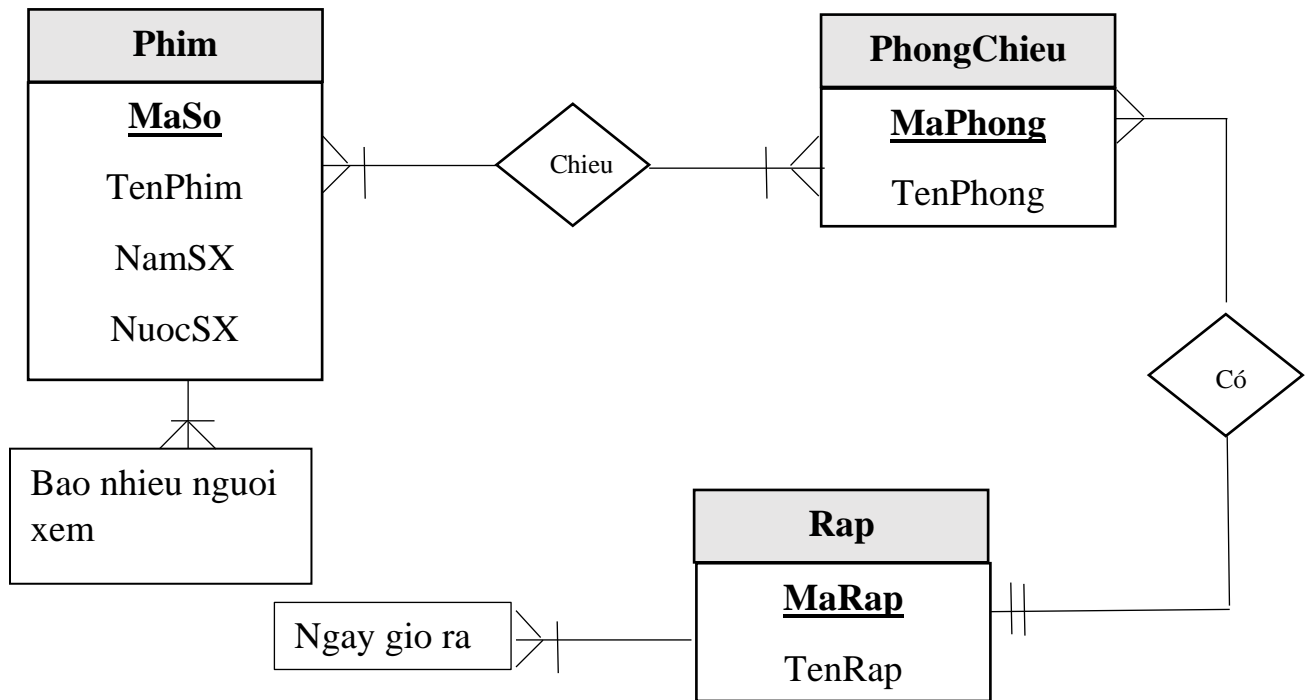 Phim
MaSo
TenPhim
NamSX
NuocSX
Chieu
PhongChieu
MaPhong
TenPhong
Có
Bao nhieu nguoi
xem
Rap
MaRap
TenRap
Ngay gio ra